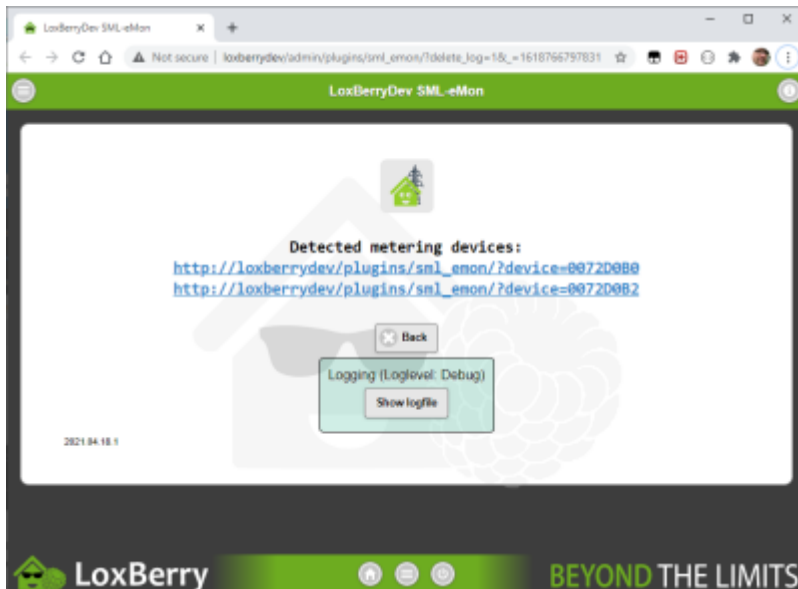 LoxBerryDev SML-eMon
Not secure | loxberrydev/admin/plugins/sml_emon/?delete_log=1&_=1618766797831
LoxBerryDev SML-eMon
Detected metering devices:
http://loxberrydev/plugins/sml_emon/?device=0072D0B0
http://loxberrydev/plugins/sml_emon/?device=0072D0B2
Back
Logging (Loglevel: Debug)
Show logfile
2021.04.18.1
LoxBerry
BEYOND THE LIMITS